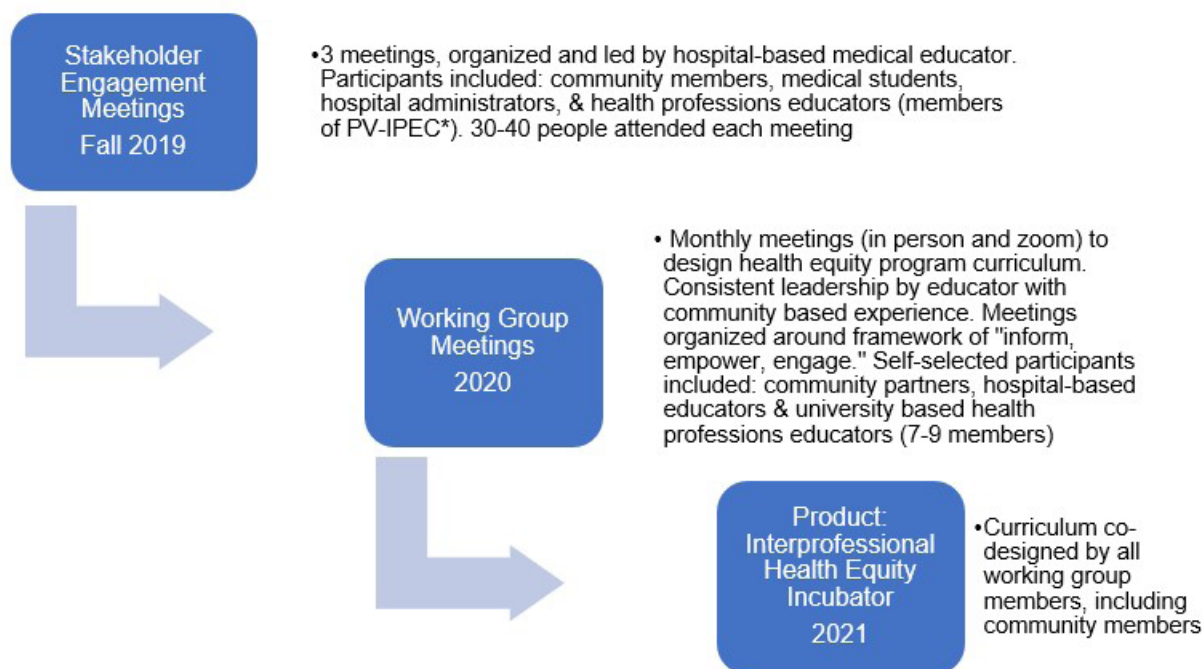 Stakeholder
Engagement
Meetings
Fall 2019
•3 meetings, organized and led by hospital-based medical educator.
Participants included: community members, medical students,
hospital administrators, & health professions educators (members
of PV-IPEC*). 30-40 people attended each meeting
Working Group
Meetings
2020
• Monthly meetings (in person and zoom) to
design health equity program curriculum.
Consistent leadership by educator with
community based experience. Meetings
organized around framework of "inform,
empower, engage." Self-selected participants
included: community partners, hospital-based
educators & university based health
professions educators (7-9 members)
Product:
Interprofessional
Health Equity
Incubator
2021
•Curriculum co-
designed by all
working group
members, including
community members